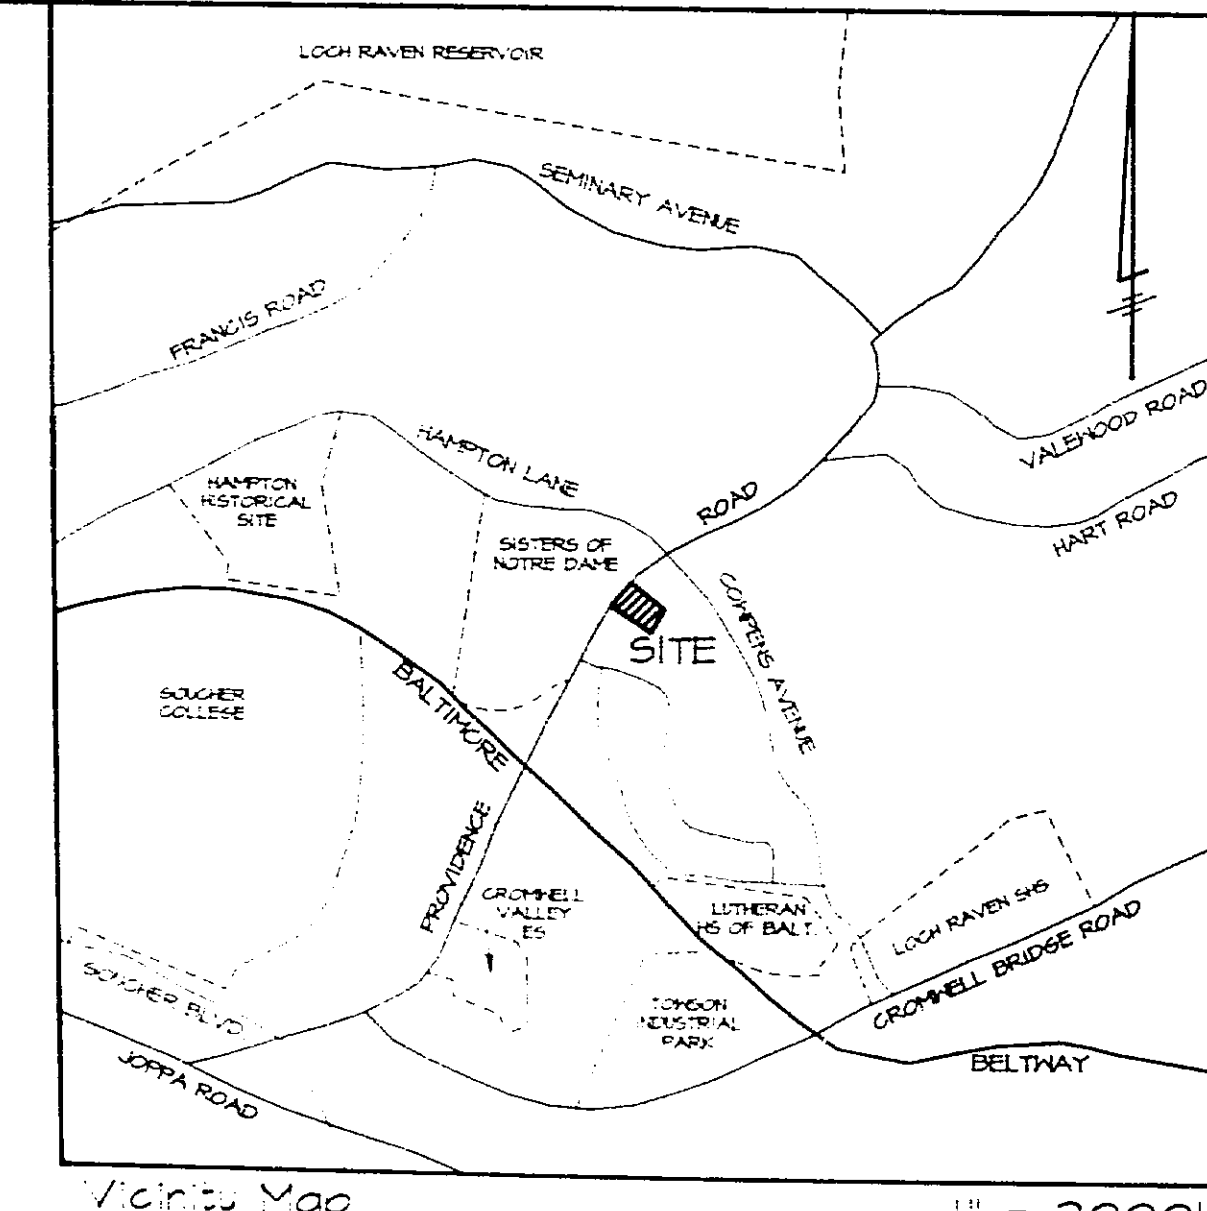 LOCH RAVEN RESERVOIR
SEMINARY AVENUE
FRANCIS ROAD
VALEWOOD ROAD
HAMPTON LANE
HAMPTON
HISTORICAL
SITE
ROAD
HART ROAD
SISTERS OF
NOTRE DAME
COWPENS AVENUE
SITE
BALTIMORE
GOUCHER
COLLEGE
PROVIDENCE
CROMWELL
VALLEY
ES
LUTHERAN
HS OF BALT.
LOCH RAVEN SHS
CROMWELL BRIDGE ROAD
GOUCHER BLVD
TOWSON
INDUSTRIAL
PARK
BELTWAY
JOPPA ROAD
Vicinity Map